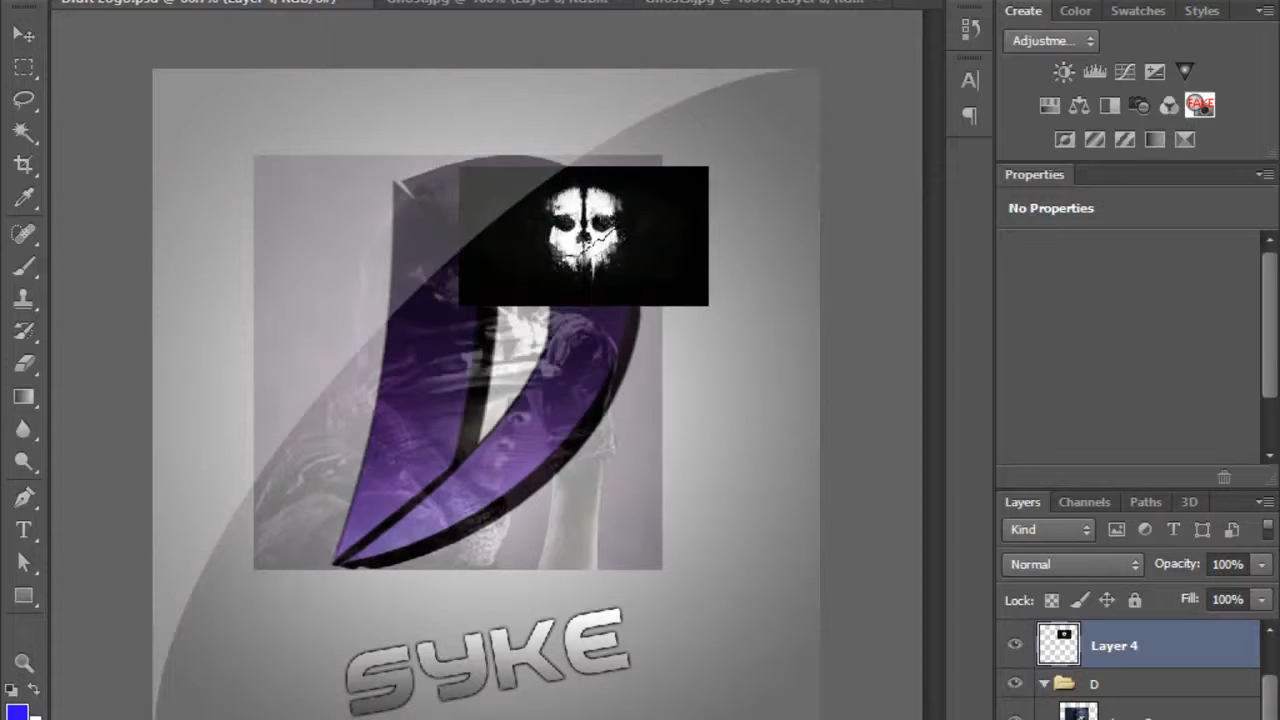 Create Color Swatches Styles
Adjustme...
FAKE
Properties
No Properties
Layers Channels Paths 3D
Kind
Normal Opacity: 100%
Lock: Fill: 100%
Layer 4
D
SYKE